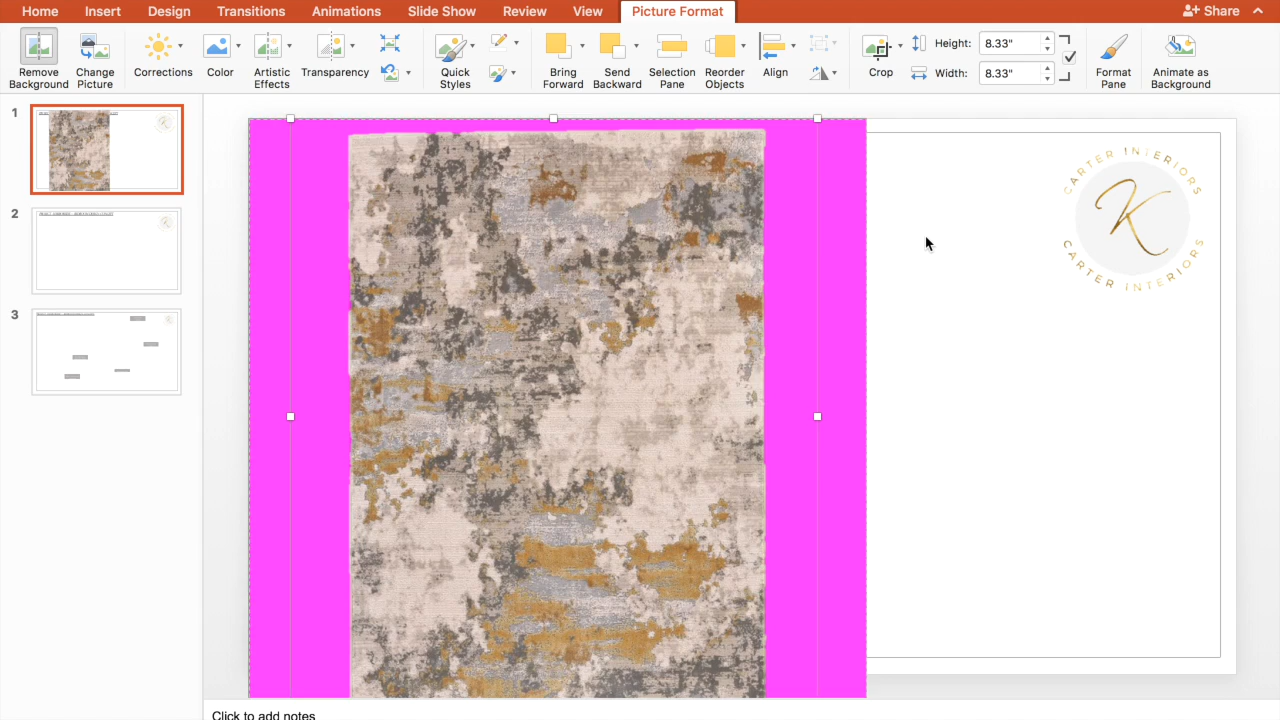 Home Insert Design Transitions Animations Slide Show Review View Picture Format Share
Remove Background
Change Picture
Corrections
Color
Artistic Effects
Transparency
Quick Styles
Bring Forward
Send Backward
Selection Pane
Reorder Objects
Align
Crop
Height: 8.33"
Width: 8.33"
Format Pane
Animate as Background
1
2
3
CARTER INTERIORS
K
CARTER INTERIORS
Click to add notes